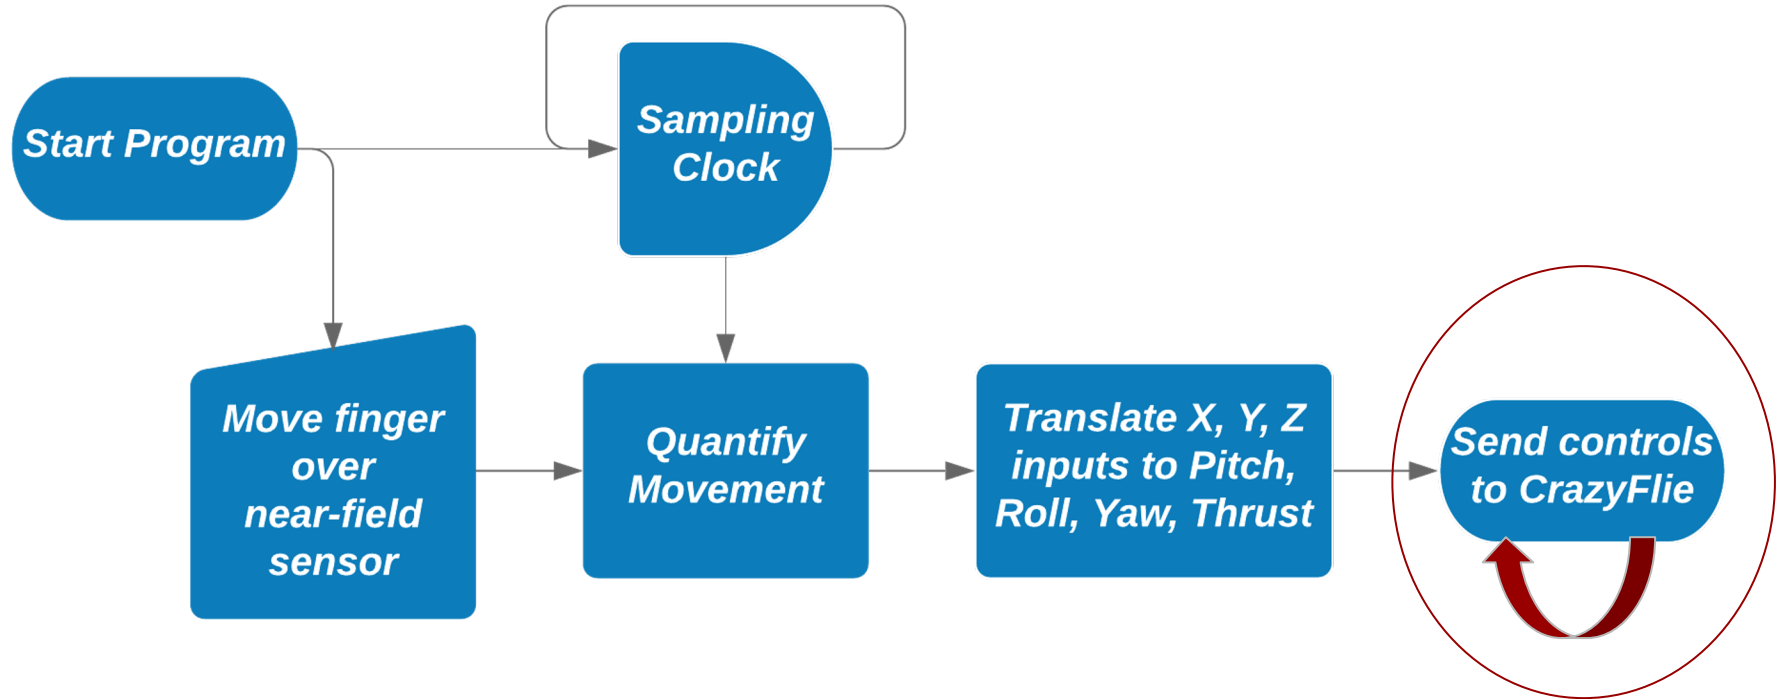 Start Program
Sampling
Clock
Move finger
over
near-field
sensor
Quantify
Movement
Translate X, Y, Z
inputs to Pitch,
Roll, Yaw, Thrust
Send controls
to CrazyFlie